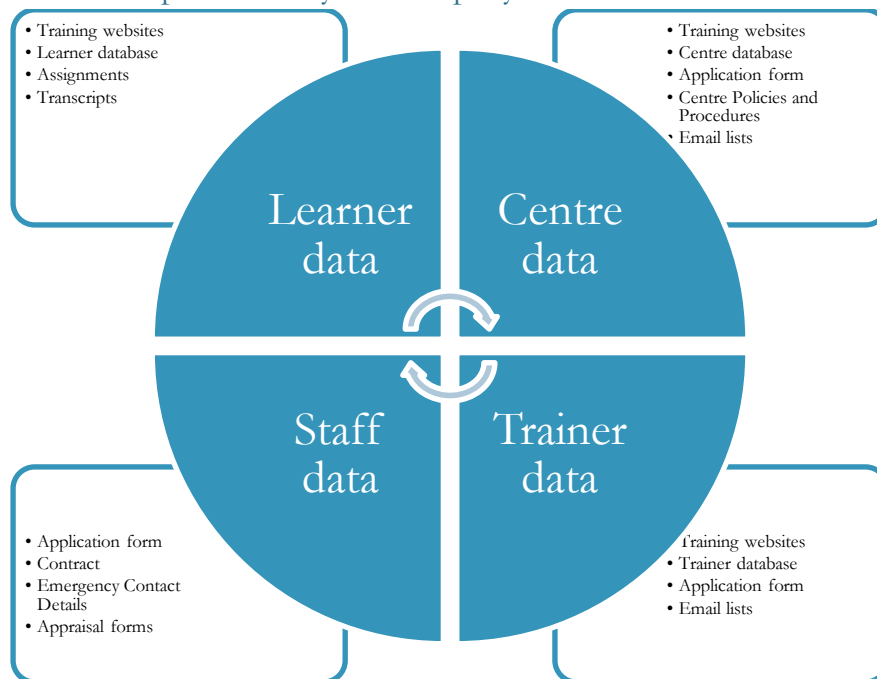 • Training websites
• Learner database
• Assignments
• Transcripts
• Training websites
• Centre database
• Application form
• Centre Policies and
Procedures
• Email lists
Learner
data
Centre
data
Staff
data
Trainer
data
• Application form
• Contract
• Emergency Contact
Details
• Appraisal forms
Training websites
• Trainer database
• Application form
• Email lists